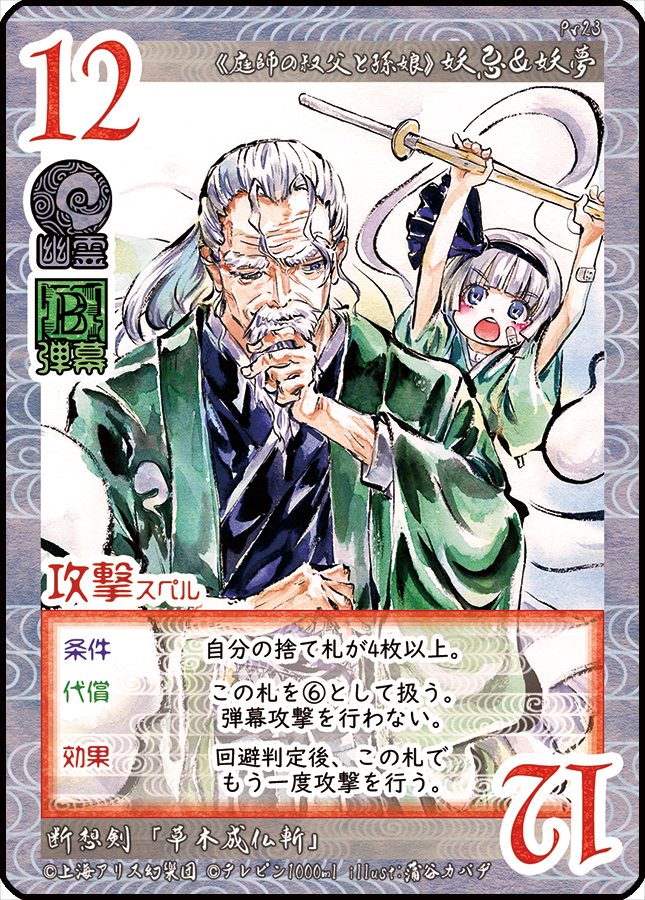 Pr23
12
《庭師の叔父と孫娘》妖忌&妖夢
幽霊
B
弾幕
攻撃スペル
条件 自分の捨て札が4枚以上。
代償 この札を⑥として扱う。
弾幕攻撃を行わない。
効果 回避判定後、この札で
もう一度攻撃を行う。
12
断想剣「草木成仏斬」
©上海アリス幻樂団 ©テレピン1000ml illust:蒲谷カバヂ